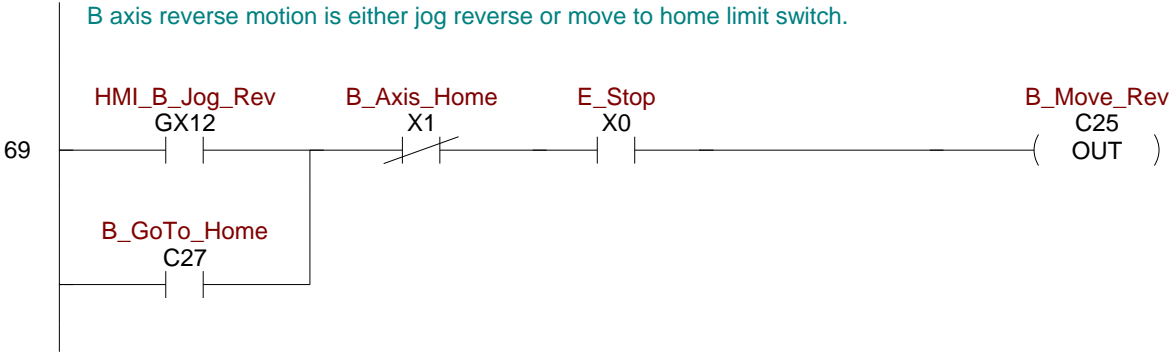 B axis reverse motion is either jog reverse or move to home limit switch.
HMI_B_Jog_Rev B_Axis_Home E_Stop B_Move_Rev
GX12 X1 X0 C25
69 ( OUT )
B_GoTo_Home
C27